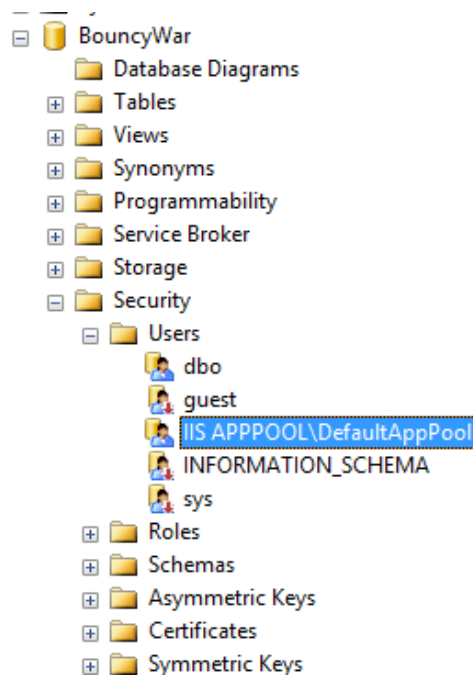 BouncyWar
Database Diagrams
Tables
Views
Synonyms
Programmability
Service Broker
Storage
Security
Users
dbo
guest
IIS APPPOOL\DefaultAppPool
INFORMATION_SCHEMA
sys
Roles
Schemas
Asymmetric Keys
Certificates
Symmetric Keys